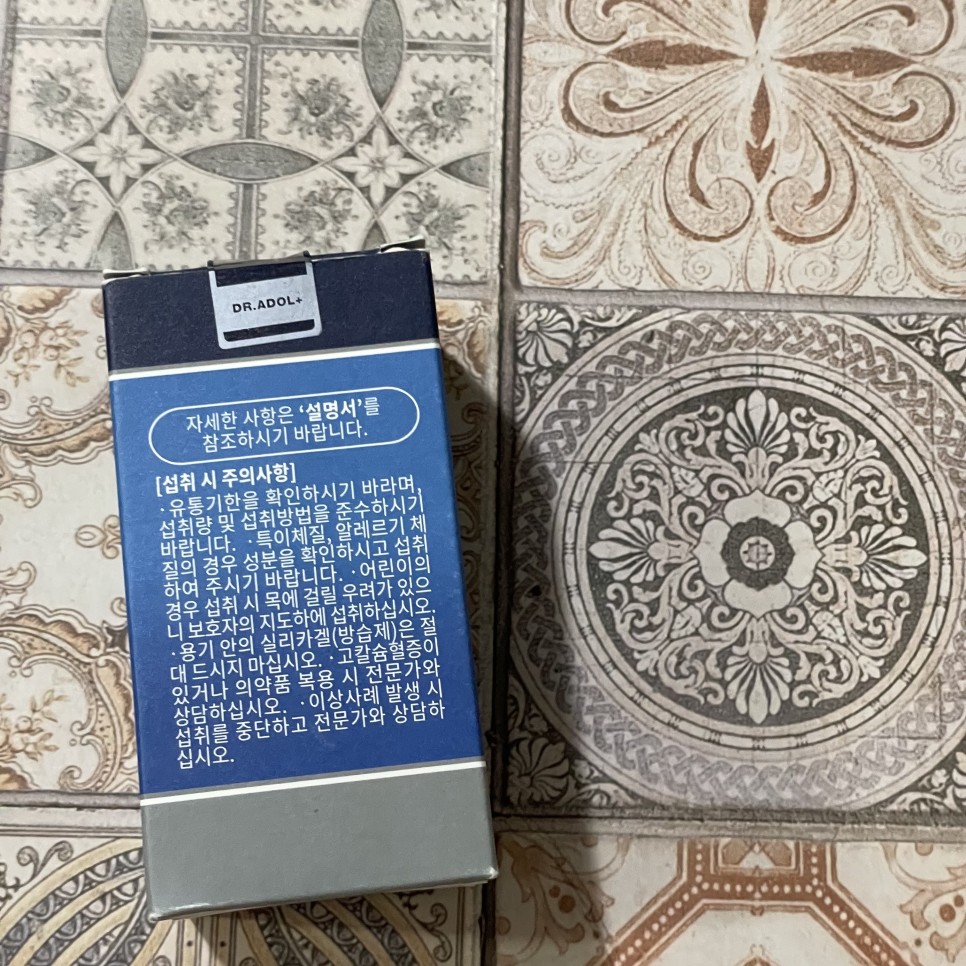 DR.ADOL+
자세한 사항은 ‘설명서’를
참조하시기 바랍니다.
[섭취 시 주의사항]
·유통기한을 확인하시기 바라며,
섭취량 및 섭취방법을 준수하시기
바랍니다. ·특이체질, 알레르기 체
질의 경우 성분을 확인하시고 섭취
하여 주시기 바랍니다. ·어린이의
경우 섭취 시 목에 걸릴 우려가 있으
니 보호자의 지도하에 섭취하십시오.
·용기 안의 실리카겔(방습제)은 절
대 드시지 마십시오. ·고칼슘혈증이
있거나 의약품 복용 시 전문가와
상담하십시오. ·이상사례 발생 시
섭취를 중단하고 전문가와 상담하
십시오.